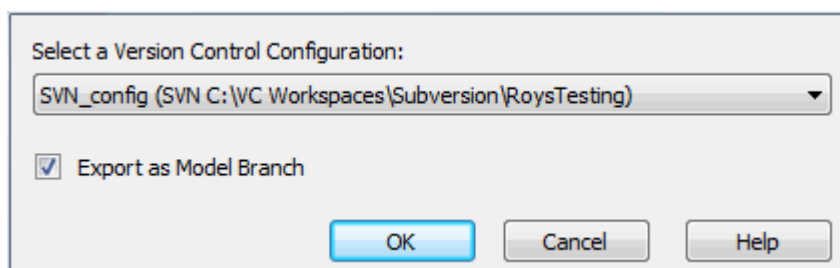 Select a Version Control Configuration:
SVN_config (SVN C:\VC Workspaces\Subversion\RoysTesting)
Export as Model Branch
OK Cancel Help